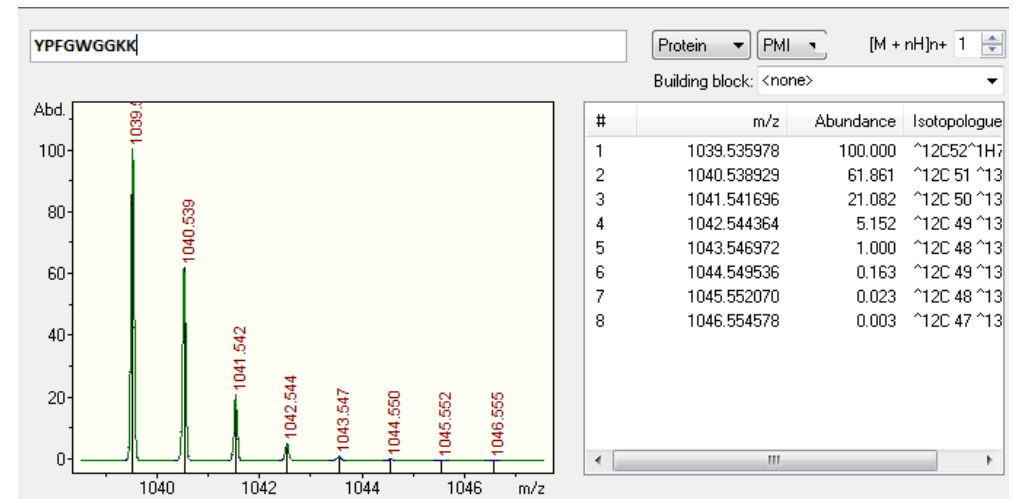 YPFGWGGKK
Protein PMI [M + nH]n+ 1
Building block: <none>
Abd.
100
80
60
40
20
0
1040.539
1041.542
1042.544
1043.547
1044.550
1045.552
1046.555
1040 1042 1044 1046 m/z
# m/z Abundance Isotopologue
1 1039.535978 100.000 ^12C52^1H7
2 1040.538929 61.861 ^12C 51 ^13
3 1041.541696 21.082 ^12C 50 ^13
4 1042.544364 5.152 ^12C 49 ^13
5 1043.546972 1.000 ^12C 48 ^13
6 1044.549536 0.163 ^12C 49 ^13
7 1045.552070 0.023 ^12C 48 ^13
8 1046.554578 0.003 ^12C 47 ^13